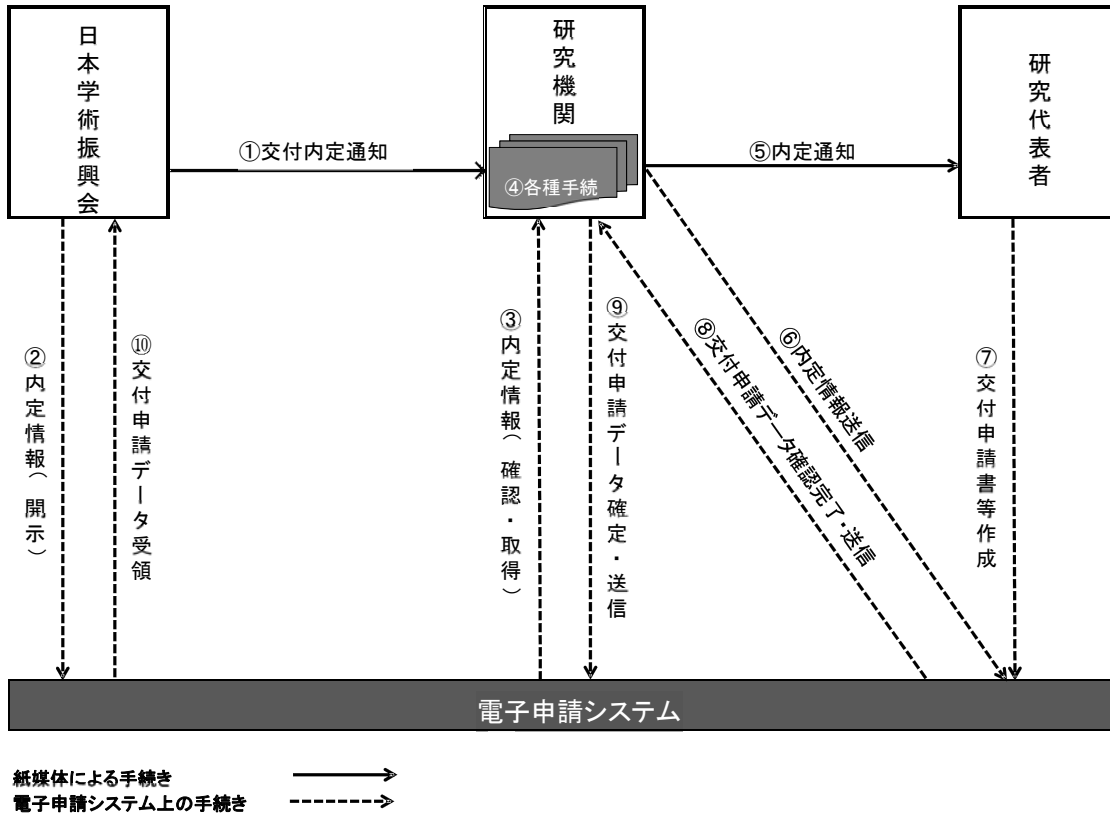 日本学術振興会
研究機関
研究代表者
①交付内定通知
④各種手続
⑤内定通知
②内定情報（開示）
⑩交付申請データ受領
③内定情報（確認・取得）
⑨交付申請データ確定・送信
⑧交付申請データ確認完了・送信
⑥内定情報送信
⑦交付申請書等作成
電子申請システム
紙媒体による手続き
電子申請システム上の手続き